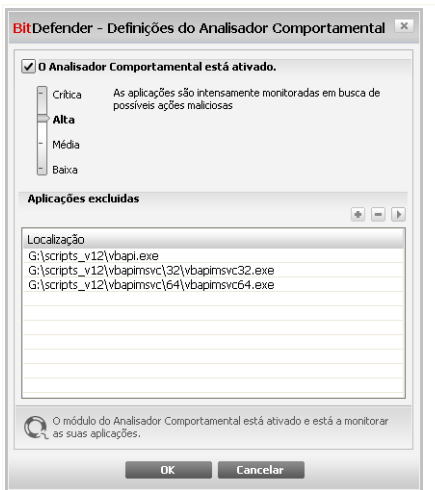 BitDefender - Definições do Analisador Comportamental
O Analisador Comportamental está ativado.
Crítica
As aplicações são intensamente monitoradas em busca de
possíveis ações maliciosas
Alta
Média
Baixa
Aplicações excluidas
Localização
G:\scripts_v12\vbapi.exe
G:\scripts_v12\vbapimsvc\32\vbapimsvc32.exe
G:\scripts_v12\vbapimsvc\64\vbapimsvc64.exe
O módulo do Analisador Comportamental está ativado e está a monitorar
as suas aplicações.
OK
Cancelar